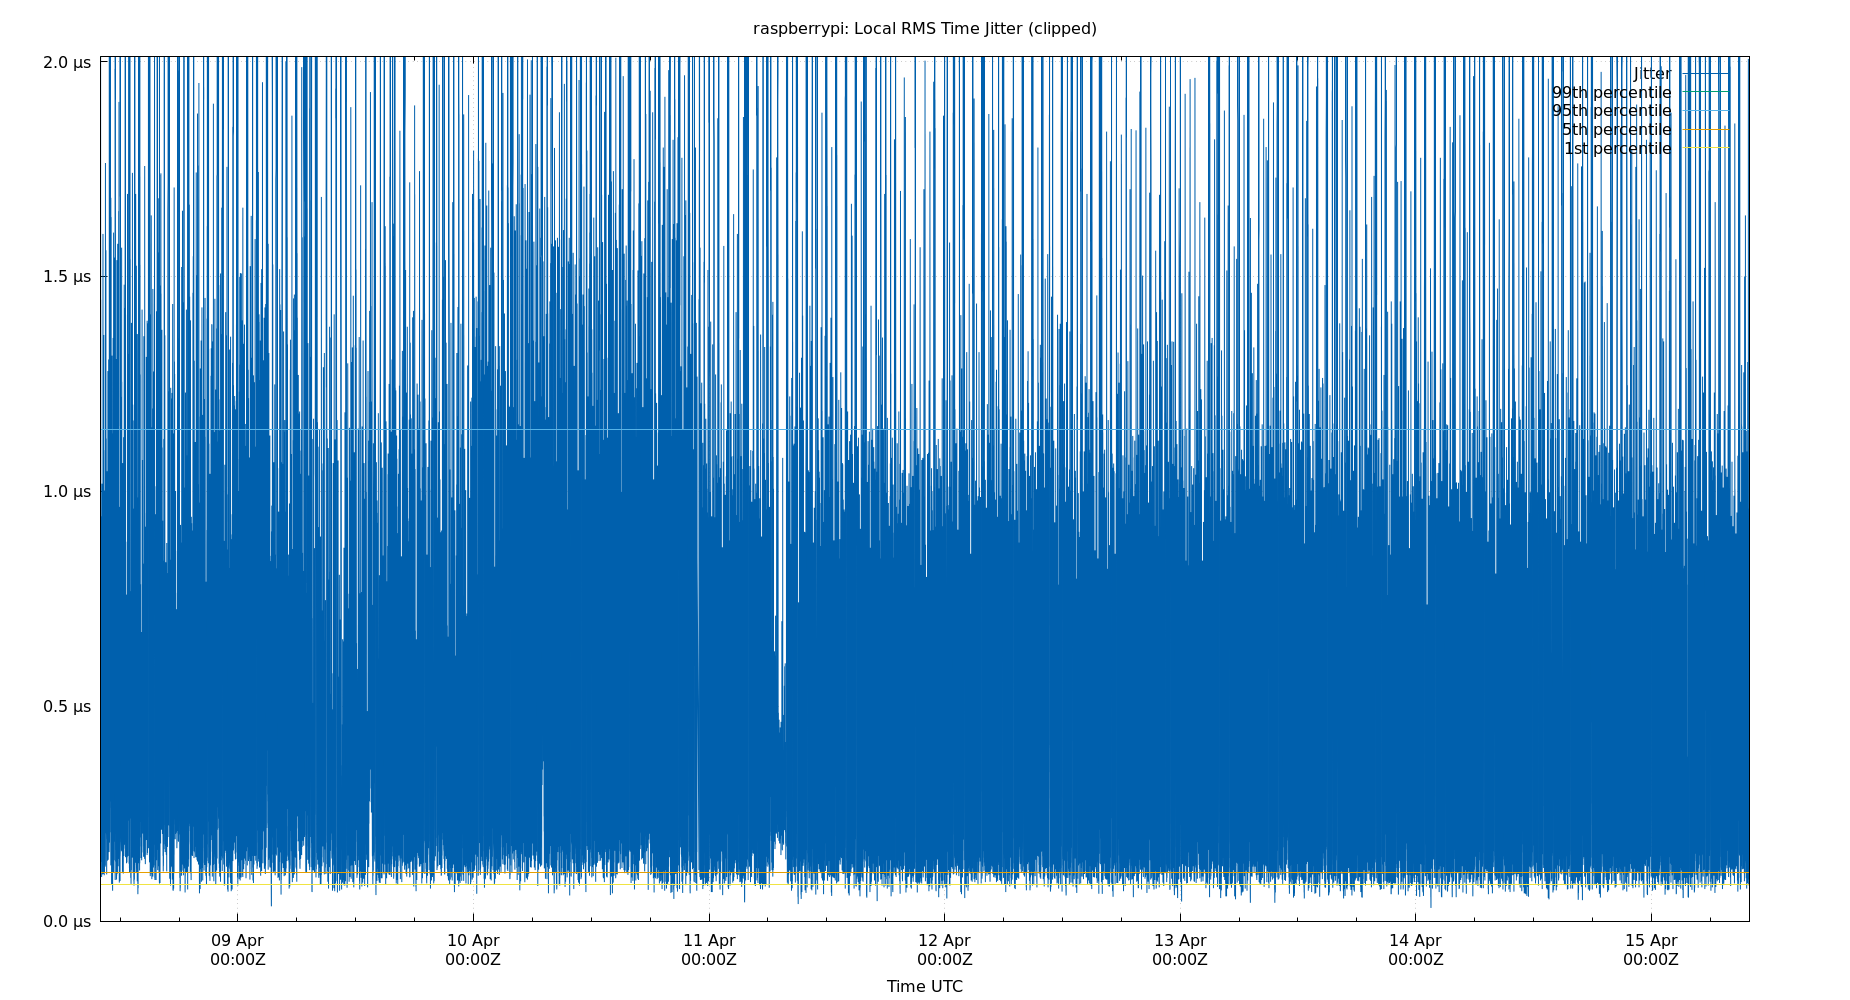 raspberrypi: Local RMS Time Jitter (clipped)
2.0 µs
1.5 µs
1.0 µs
0.5 µs
0.0 µs
Jitter
99th percentile
95th percentile
5th percentile
1st percentile
09 Apr
00:00Z
10 Apr
00:00Z
11 Apr
00:00Z
12 Apr
00:00Z
13 Apr
00:00Z
14 Apr
00:00Z
15 Apr
00:00Z
Time UTC